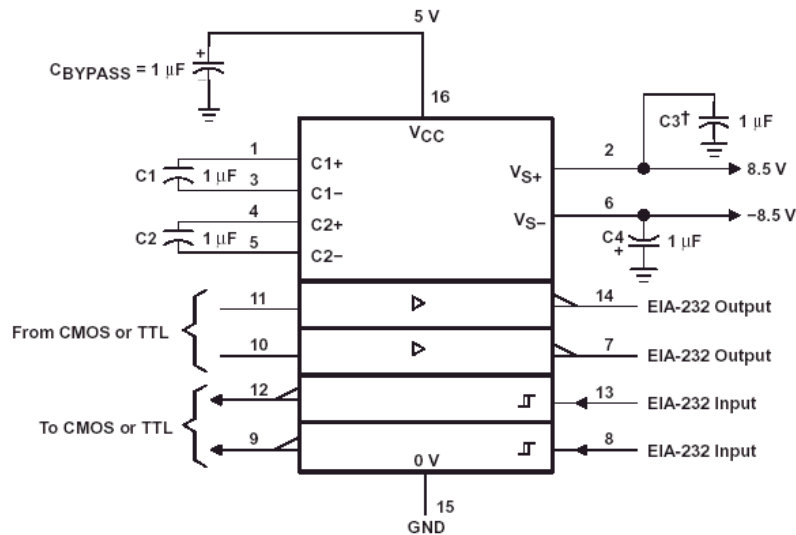 5 V
CBYPASS = 1 μF
+
16
VCC
C3† 1 μF
1
C1+
2
VS+
8.5 V
C1 1 μF
3
C1−
4
C2+
6
VS−
−8.5 V
C2 1 μF
5
C2−
C4
+
1 μF
11
14
EIA-232 Output
From CMOS or TTL
10
7
EIA-232 Output
12
13
EIA-232 Input
To CMOS or TTL
9
8
EIA-232 Input
0 V
15
GND